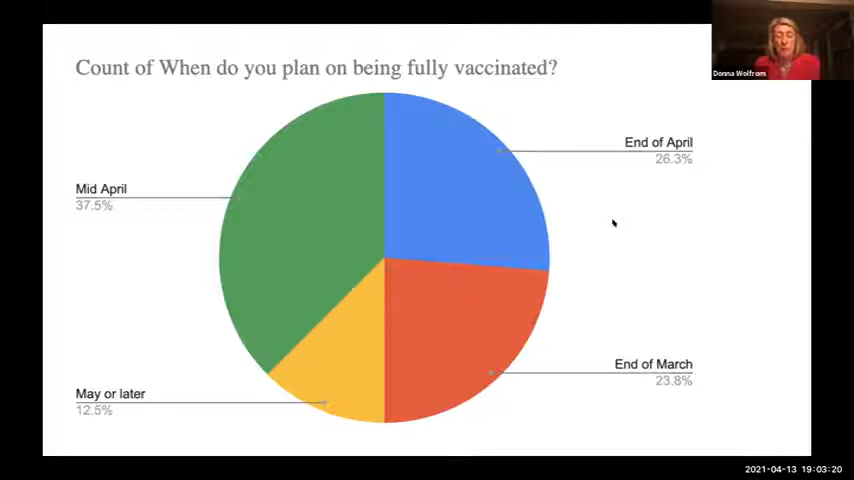 Count of When do you plan on being fully vaccinated?
Donna Wolfrom
End of April
26.3%
Mid April
37.5%
End of March
23.8%
May or later
12.5%
2021-04-13 19:03:20